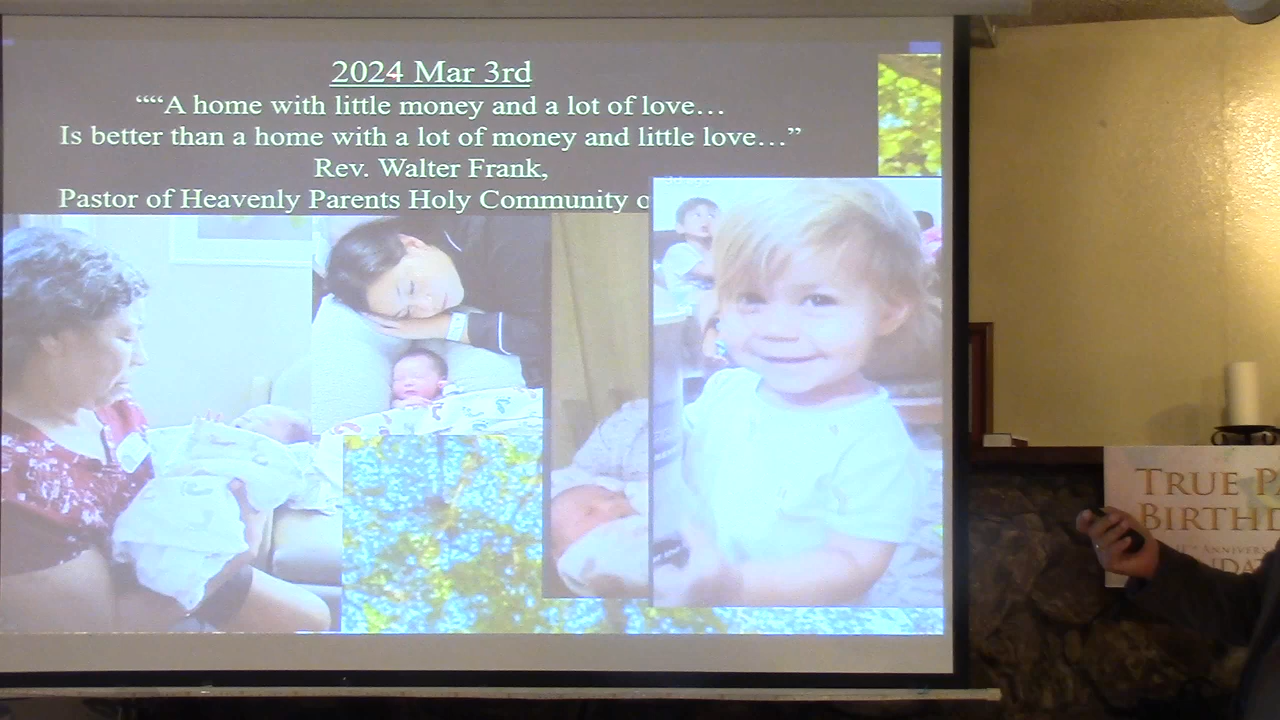 2024 Mar 3rd
““A home with little money and a lot of love…
Is better than a home with a lot of money and little love…”
Rev. Walter Frank,
Pastor of Heavenly Parents Holy Community o
TRUE P
BIRTHD
ANNIVERS